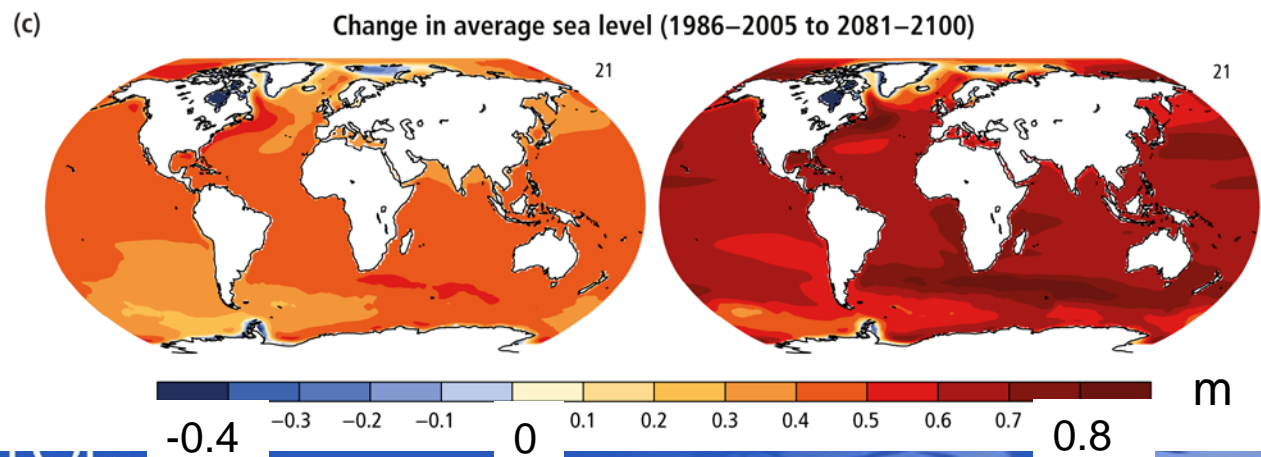 (c) Change in average sea level (1986–2005 to 2081–2100)
21 21
m
−0.3 −0.2 −0.1 0.1 0.2 0.3 0.4 0.5 0.6 0.7
-0.4 0 0.8